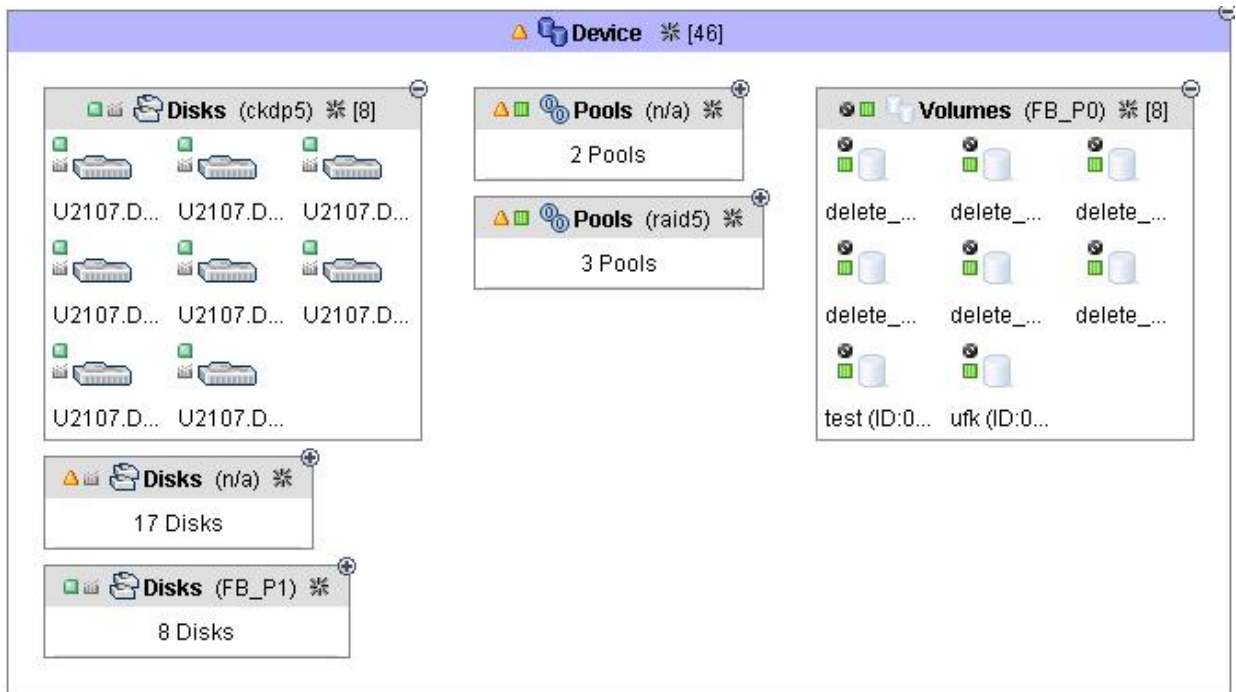 Device [46]
Disks (ckdp5) [8]
U2107.D... U2107.D... U2107.D...
U2107.D... U2107.D... U2107.D...
U2107.D... U2107.D...
Disks (n/a)
17 Disks
Disks (FB_P1)
8 Disks
Pools (n/a)
2 Pools
Pools (raid5)
3 Pools
Volumes (FB_P0) [8]
delete_... delete_... delete_...
delete_... delete_... delete_...
test (ID:0... ufk (ID:0...